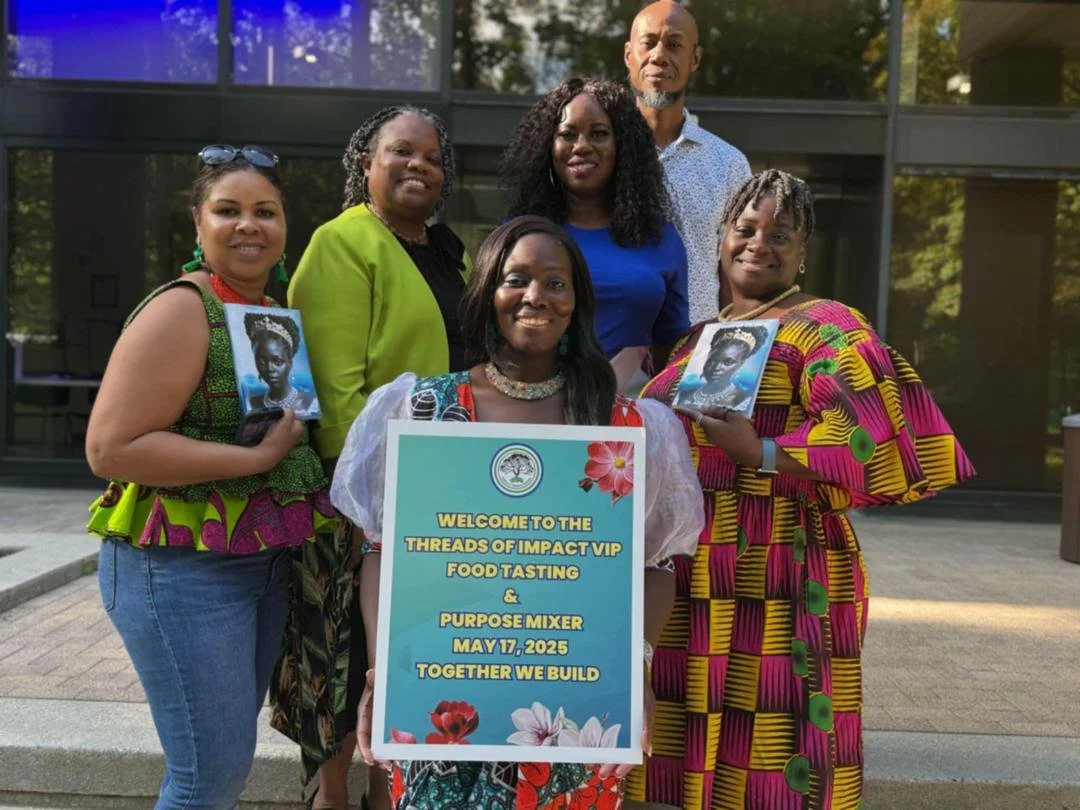 WELCOME TO THE
THREADS OF IMPACT VIP
FOOD TASTING
&
PURPOSE MIXER
MAY 17, 2025
TOGETHER WE BUILD